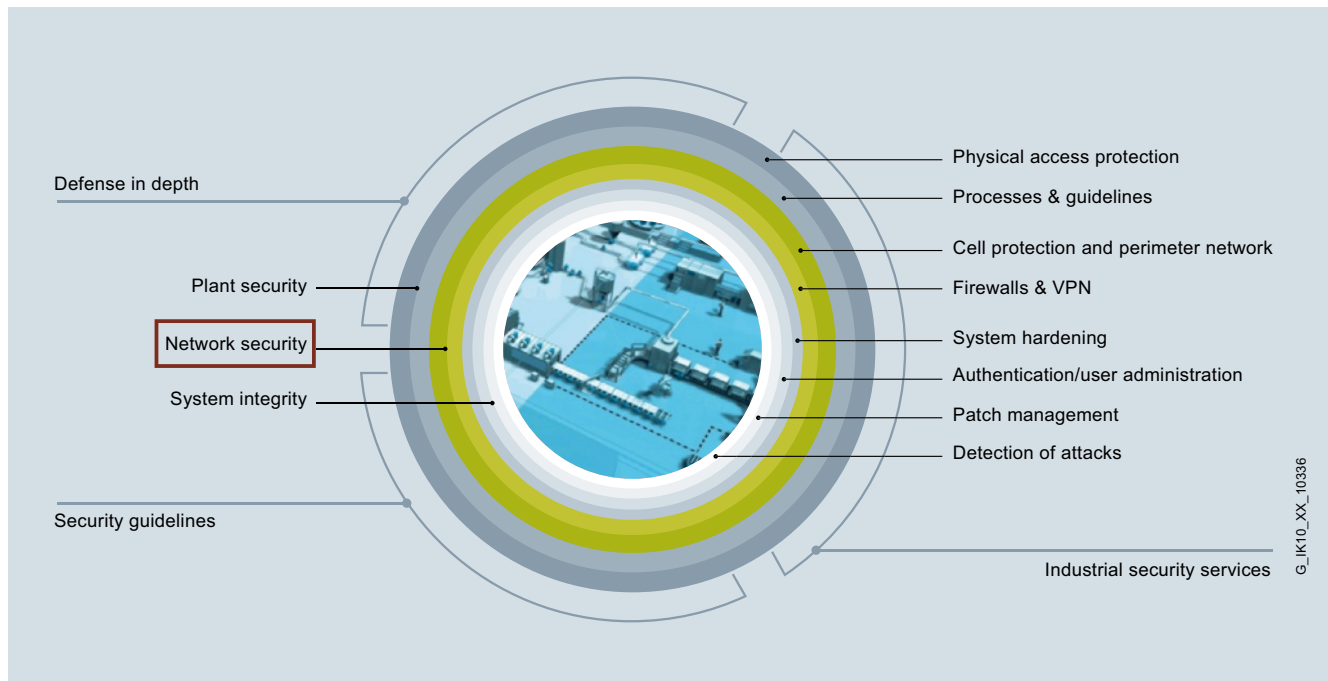 Defense in depth
Plant security
Network security
System integrity
Security guidelines
Physical access protection
Processes & guidelines
Cell protection and perimeter network
Firewalls & VPN
System hardening
Authentication/user administration
Patch management
Detection of attacks
Industrial security services
G_IK10_XX_10336